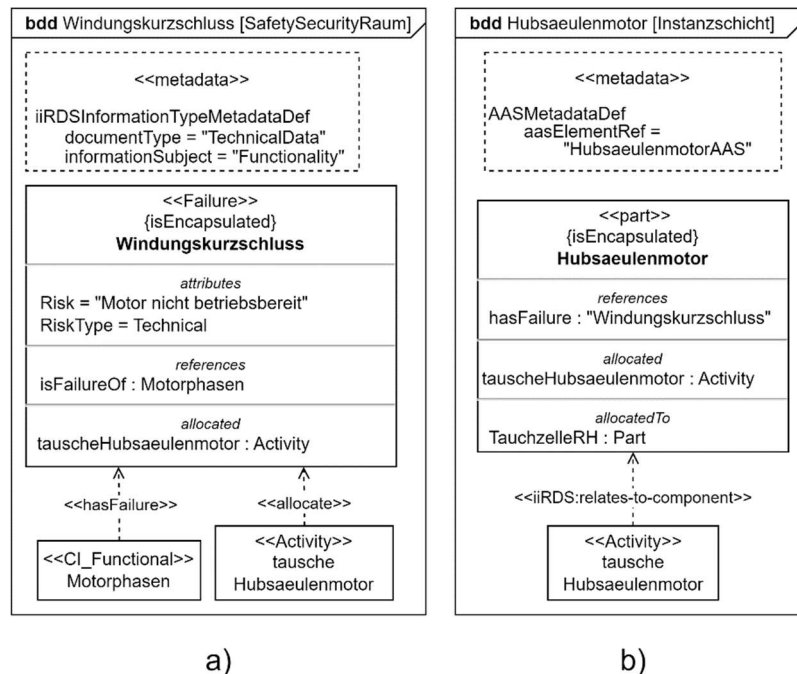 bdd Windungskurzschluss [SafetySecurityRaum]
<<metadata>>
iiRDSInformationTypeMetadataDef
documentType = "TechnicalData"
informationSubject = "Functionality"
<<Failure>>
{isEncapsulated}
Windungskurzschluss
attributes
Risk = "Motor nicht betriebsbereit"
RiskType = Technical
references
isFailureOf : Motorphasen
allocated
tauscheHubsaeulenmotor : Activity
<<hasFailure>>
<<allocate>>
<<CI_Functional>>
Motorphasen
<<Activity>>
tausche
Hubsaeulenmotor
a)
bdd Hubsaeulenmotor [Instanzschicht]
<<metadata>>
AASMetadataDef
aasElementRef =
"HubsaeulenmotorAAS"
<<part>>
{isEncapsulated}
Hubsaeulenmotor
references
hasFailure : "Windungskurzschluss"
allocated
tauscheHubsaeulenmotor : Activity
allocatedTo
TauchzelleRH : Part
<<iiRDS:relates-to-component>>
<<Activity>>
tausche
Hubsaeulenmotor
b)